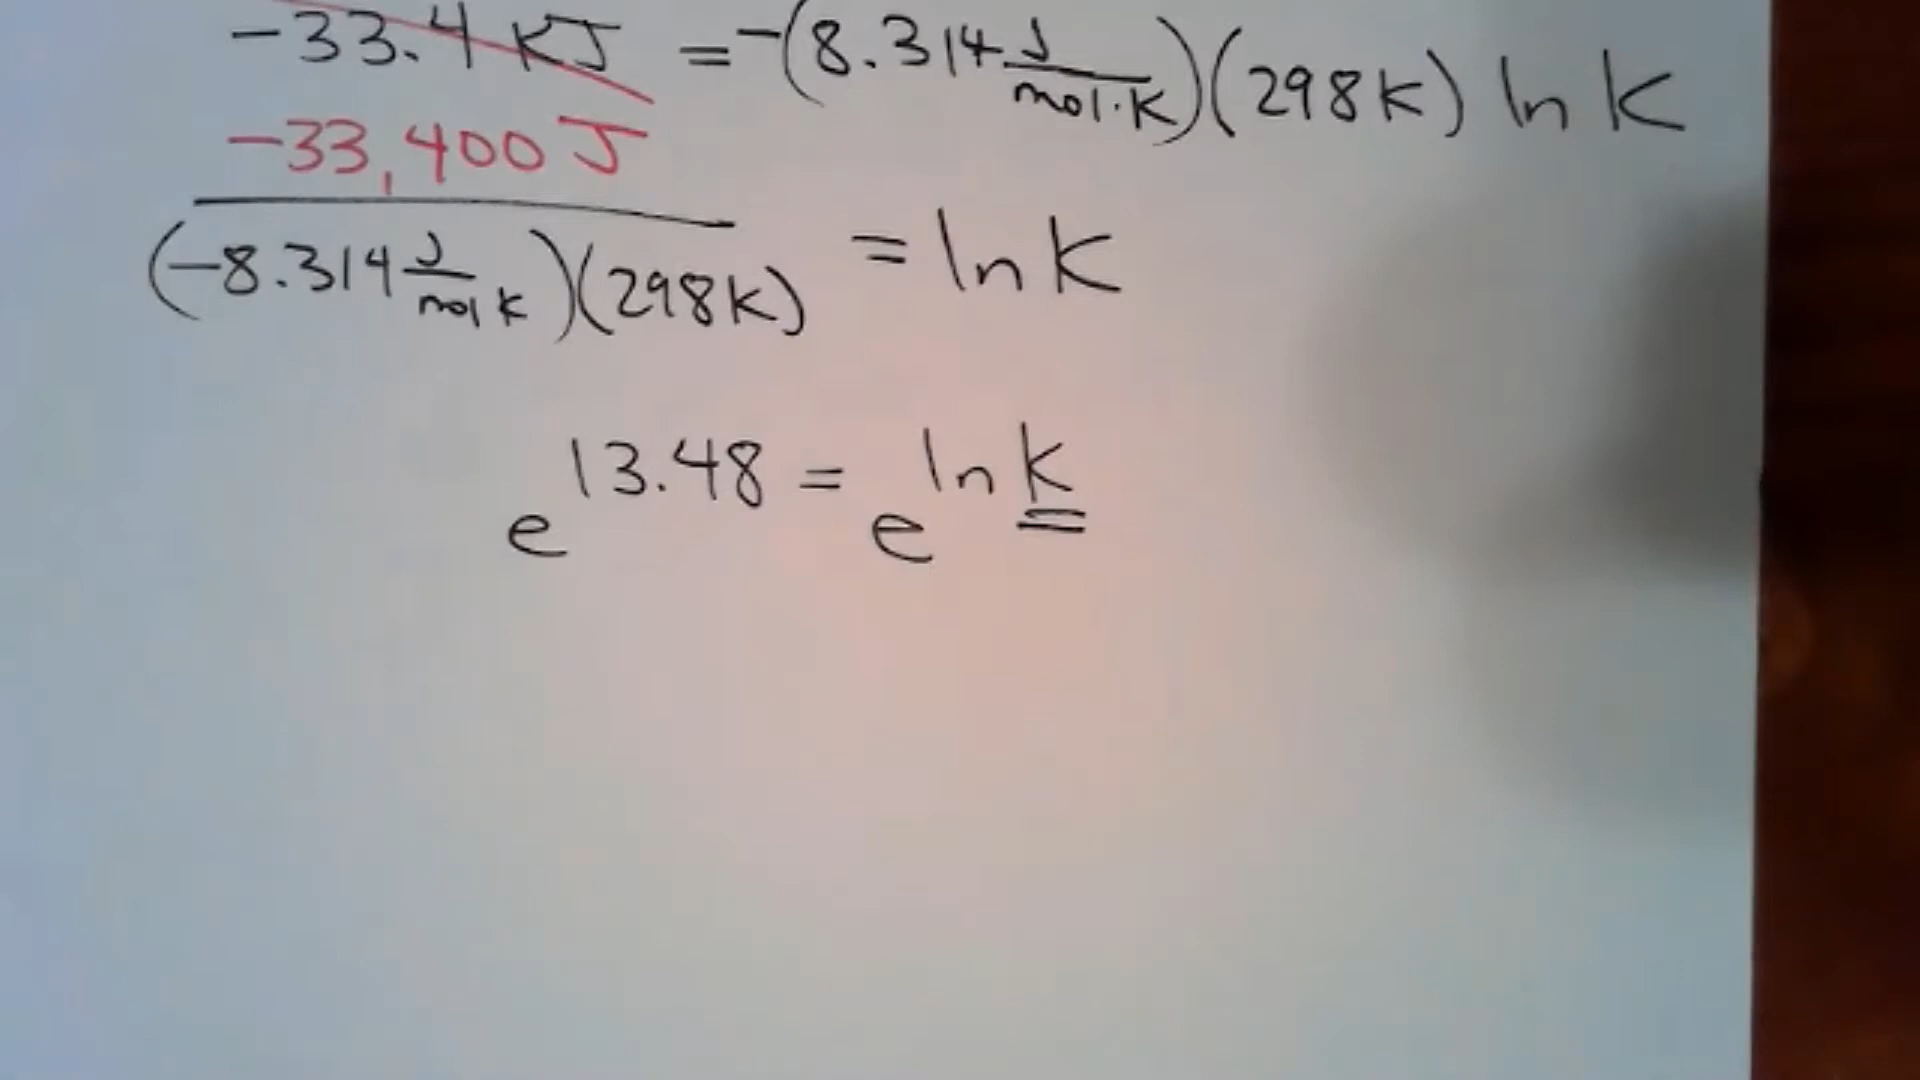 -33.4 KJ = -(8.314 J/mol·K)(298K) ln K
-33,400 J
(-8.314 J/mol K)(298K) = ln K
e^13.48 = e^ln K